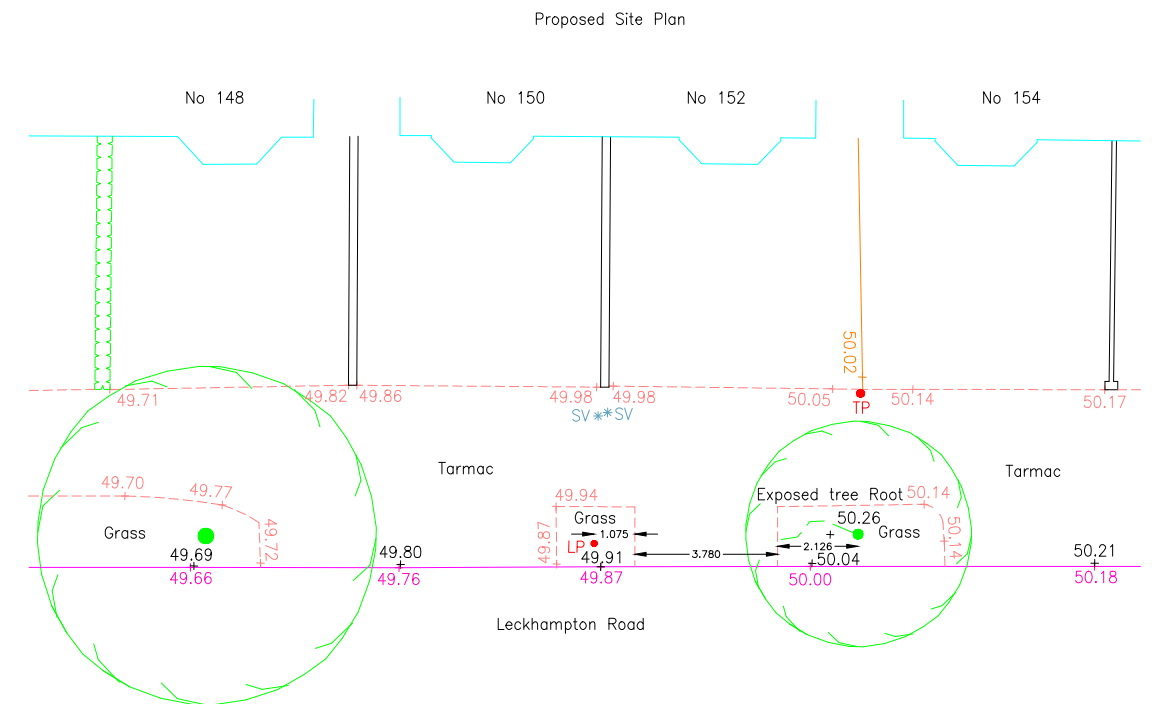 Proposed Site Plan
No 148 No 150 No 152 No 154
50.02
49.71 49.82 49.86 49.98 49.98 50.05 50.14 50.17
TP
SV SV
Tarmac Tarmac
49.70 49.77 49.94 Exposed tree Root 50.14
Grass 49.72 49.87 Grass 50.26 Grass 50.14
1.075
LP 3.780 2.126
49.69 49.80 49.91 50.04 50.21
49.66 49.76 49.87 50.00 50.18
Leckhampton Road